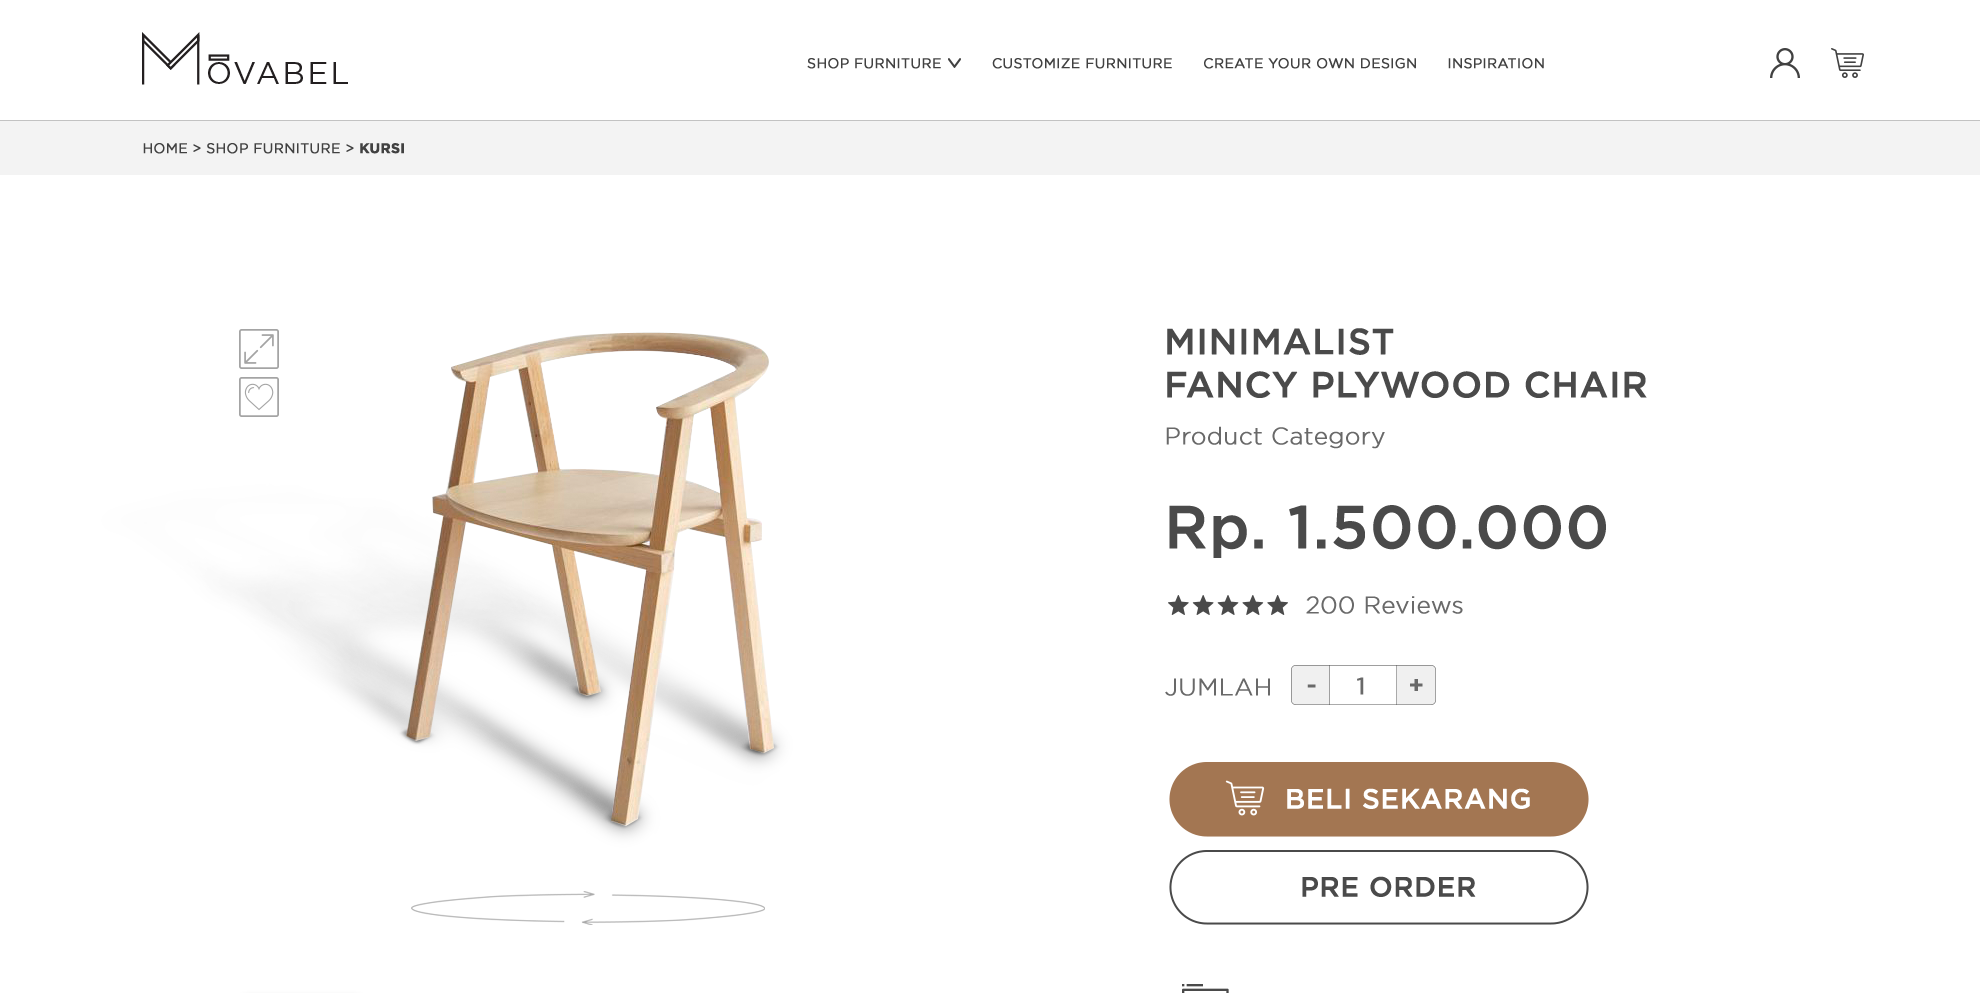 MŌVABEL
SHOP FURNITURE
CUSTOMIZE FURNITURE
CREATE YOUR OWN DESIGN
INSPIRATION
HOME > SHOP FURNITURE > KURSI
MINIMALIST
FANCY PLYWOOD CHAIR
Product Category
Rp. 1.500.000
★★★★★ 200 Reviews
JUMLAH - 1 +
BELI SEKARANG
PRE ORDER